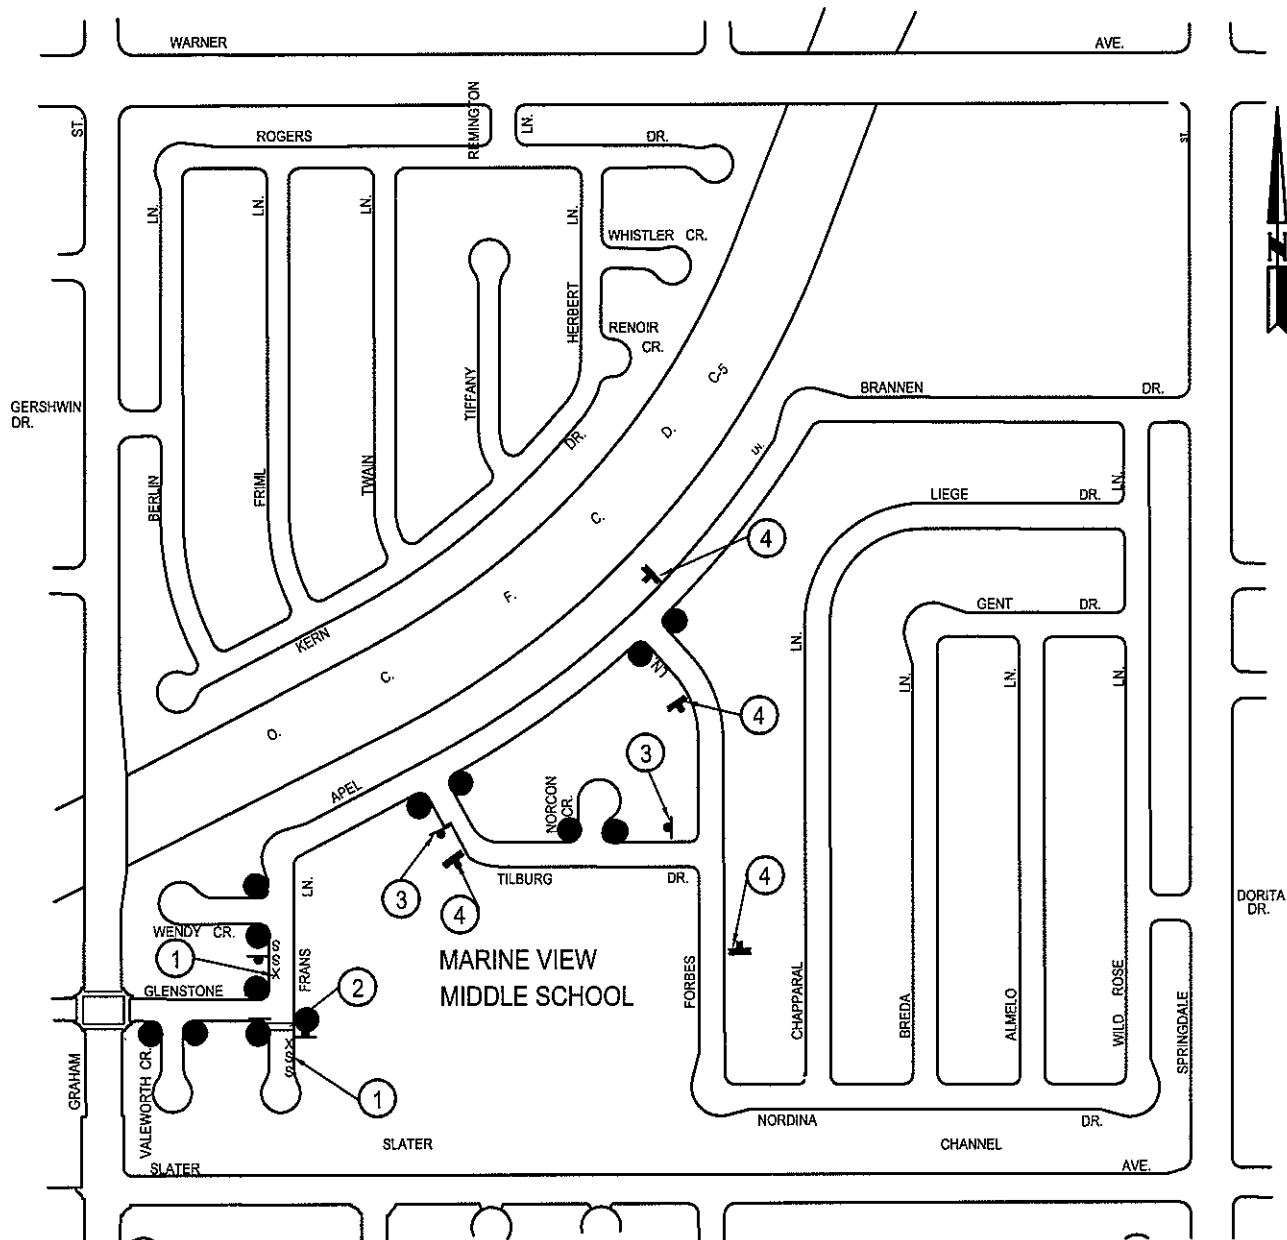 WARNER AVE.
ST.
ROGERS
REMINGTON
LN.
DR.
ST.
LN.
LN.
LN.
LN.
WHISTLER CR.
N
HERBERT
RENOIR
CR.
TIFFANY
C-5
GERSHWIN
DR.
BRANNEN DR.
DR.
D.
LN.
BERLIN
FRIML
TWAIN
LIEGE DR.
LN.
C.
4
F.
GENT DR.
KERN
LN.
LN.
LN.
LN.
LN.
C.
4
O.
3
APEL
NORCON
CR.
3
4
TILBURG DR.
4
LN.
DORITA
DR.
WENDY CR.
1
S
S
X
FRANS
MARINE VIEW
MIDDLE SCHOOL
GLENSTONE
2
FORBES
CHAPPARAL
BREDA
ALMELO
WILD ROSE
SPRINGDALE
X
S
S
1
GRAHAM
VALEWORTH CR.
NORDINA DR.
SLATER CHANNEL
SLATER AVE.